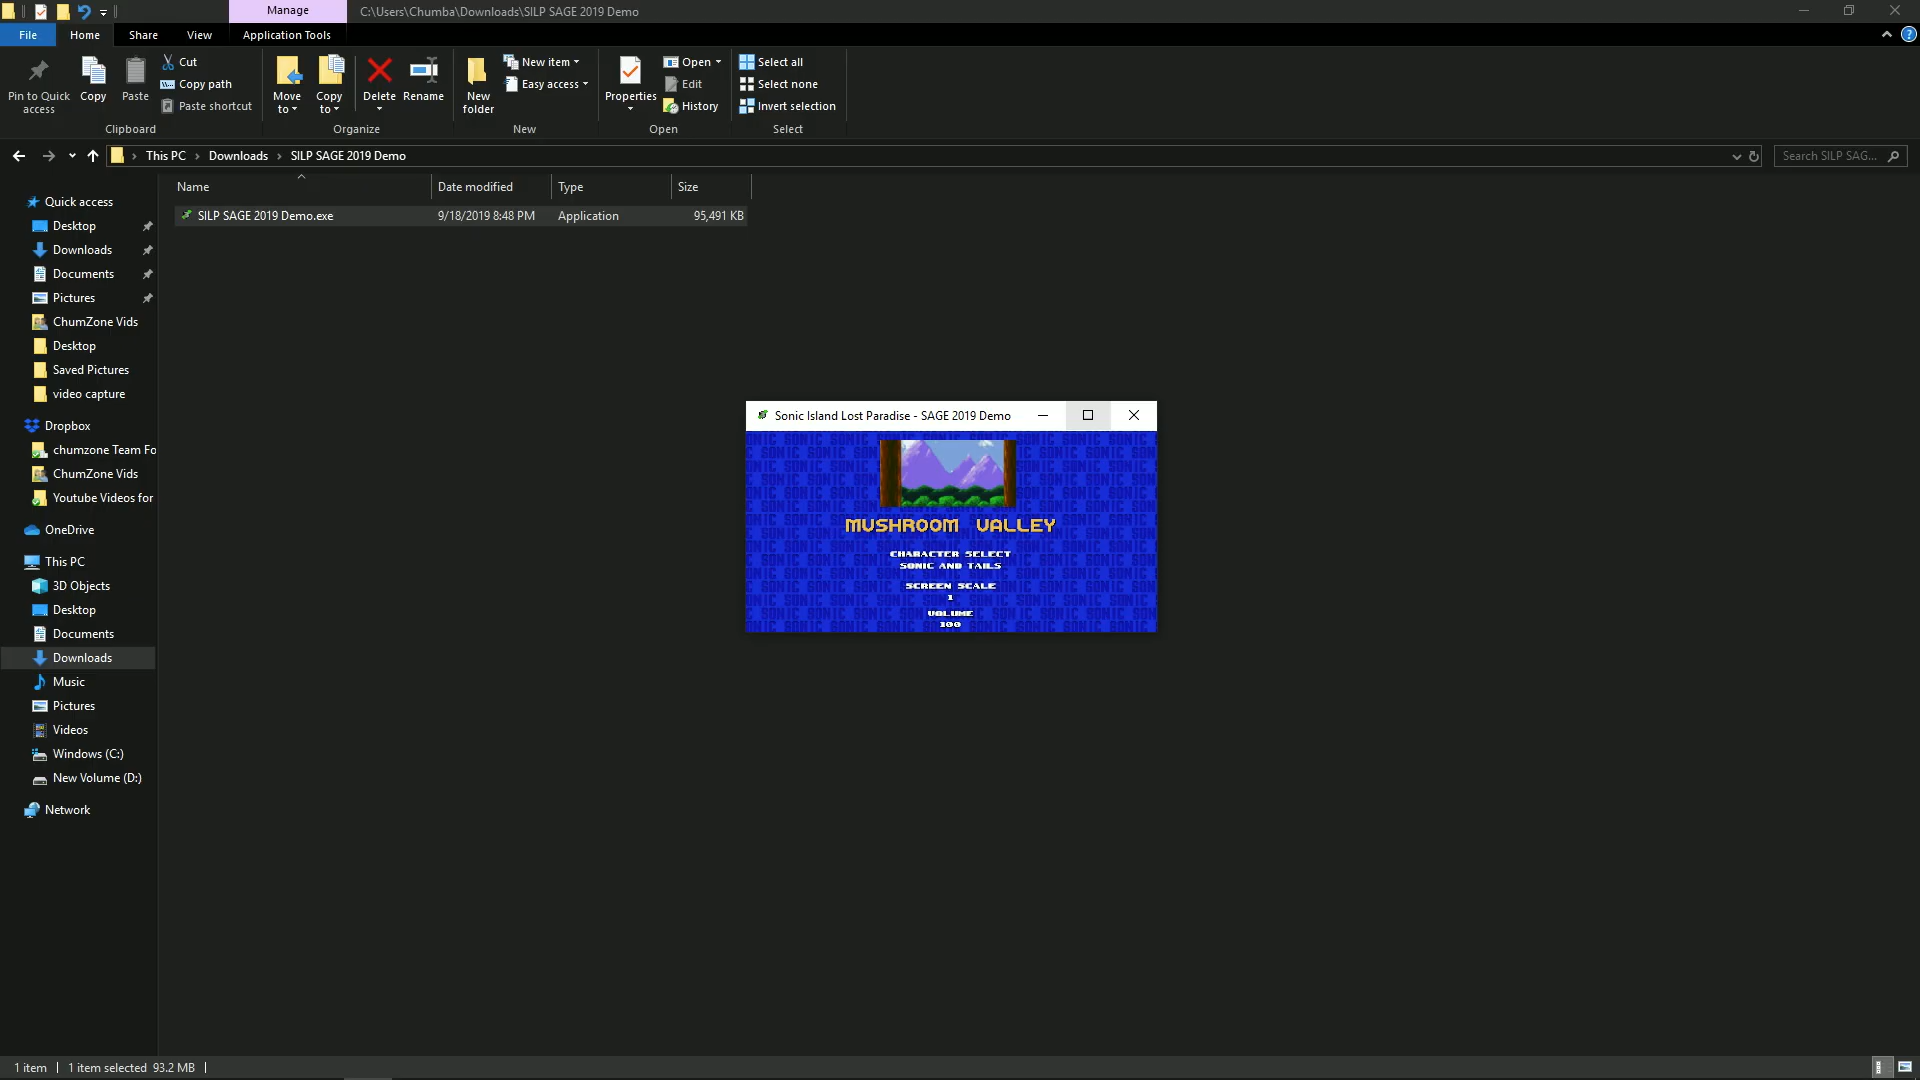 Manage
C:\Users\Chumba\Downloads\SILP SAGE 2019 Demo
File
Home
Share
View
Application Tools
Pin to Quick access
Copy
Paste
Cut
Copy path
Paste shortcut
Clipboard
Move to
Copy to
Delete
Rename
Organize
New folder
New item
Easy access
New
Properties
Open
Edit
History
Open
Select all
Select none
Invert selection
Select
This PC > Downloads > SILP SAGE 2019 Demo
Search SILP SAG...
Name
Date modified
Type
Size
SILP SAGE 2019 Demo.exe
9/18/2019 8:48 PM
Application
95,491 KB
Quick access
Desktop
Downloads
Documents
Pictures
ChumZone Vids
Desktop
Saved Pictures
video capture
Dropbox
chumzone Team Fo
ChumZone Vids
Youtube Videos for
OneDrive
This PC
3D Objects
Desktop
Documents
Downloads
Music
Pictures
Videos
Windows (C:)
New Volume (D:)
Network
Sonic Island Lost Paradise - SAGE 2019 Demo
MUSHROOM VALLEY
CHARACTER SELECT
SONIC AND TAILS
SCREEN SCALE
1
VOLUME
100
1 item
1 item selected 93.2 MB